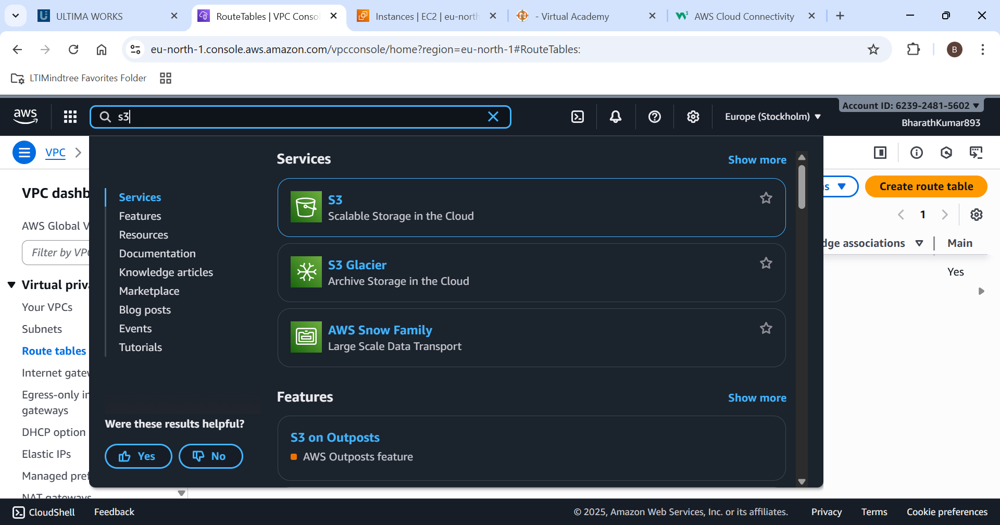 ULTIMA WORKS
RouteTables | VPC Conso
Instances | EC2 | eu-north
- Virtual Academy
AWS Cloud Connectivity
eu-north-1.console.aws.amazon.com/vpcconsole/home?region=eu-north-1#RouteTables:
B
LTIMindtree Favorites Folder
aws
s3
Europe (Stockholm)
Account ID: 6239-2481-5602
BharathKumar893
VPC
VPC dashb
AWS Global V
Filter by VPC
Virtual priv
Your VPCs
Subnets
Route tables
Internet gatew
Egress-only in
gateways
DHCP option
Elastic IPs
Managed pref
NAT gateways
Services
Features
Resources
Documentation
Knowledge articles
Marketplace
Blog posts
Events
Tutorials
Were these results helpful?
Yes
No
Services
Show more
S3
Scalable Storage in the Cloud
S3 Glacier
Archive Storage in the Cloud
AWS Snow Family
Large Scale Data Transport
Features
Show more
S3 on Outposts
AWS Outposts feature
s
Create route table
1
dge associations
Main
Yes
CloudShell
Feedback
© 2025, Amazon Web Services, Inc. or its affiliates.
Privacy
Terms
Cookie preferences